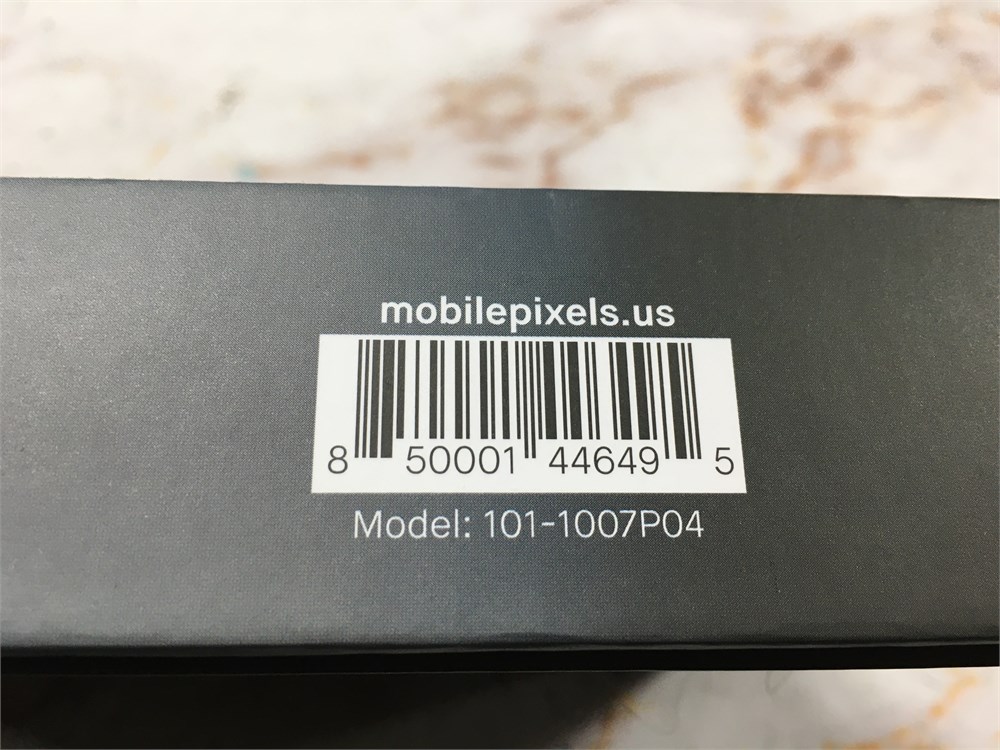 mobilepixels.us
8 50001 44649 5
Model: 101-1007P04